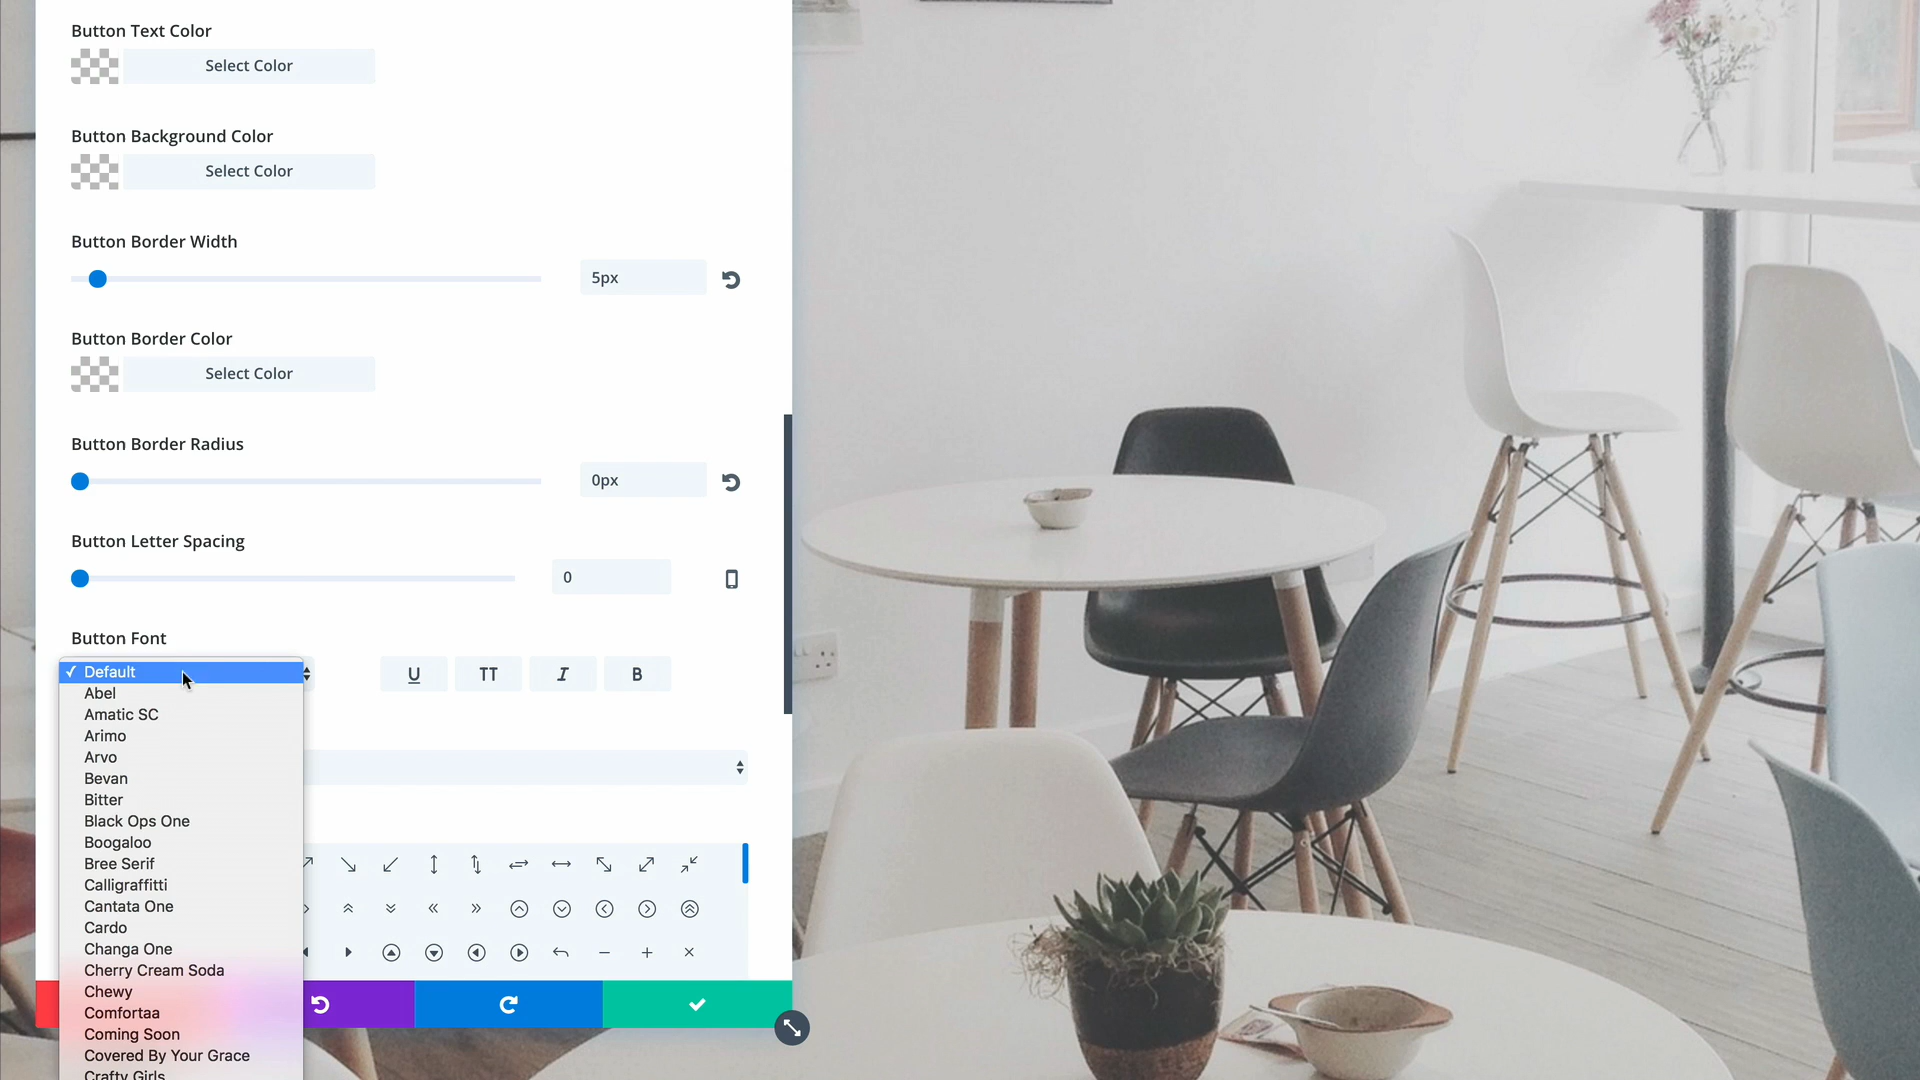 Button Text Color
Select Color
Button Background Color
Select Color
Button Border Width
5px
Button Border Color
Select Color
Button Border Radius
0px
Button Letter Spacing
0
Button Font
✓ Default
U TT I B
Abel
Amatic SC
Arimo
Arvo
Bevan
Bitter
Black Ops One
Boogaloo
Bree Serif
Calligraffitti
Cantata One
Cardo
Changa One
Cherry Cream Soda
Chewy
Comfortaa
Coming Soon
Covered By Your Grace
Crafty Girls